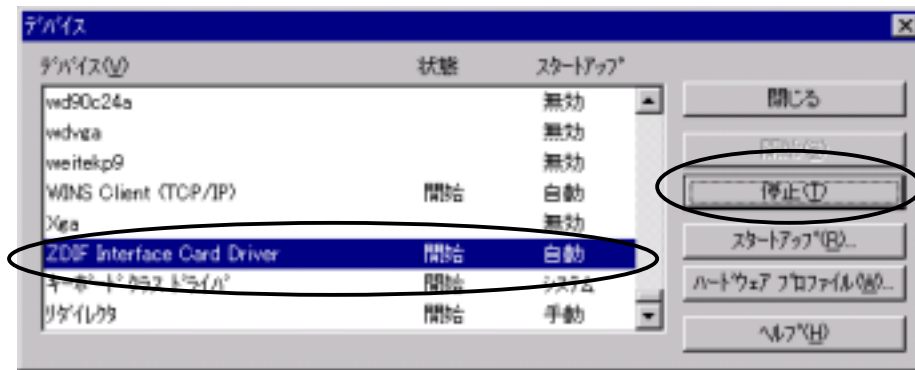 デバイス
デバイス(V) 状態 スタートアップ
wd90c24a 無効
wdvga 無効
weitekp9 無効
WINS Client (TCP/IP) 開始 自動
Xga 無効
ZDIF Interface Card Driver 開始 自動
キーボード クラス ドライバ 開始 システム
リダイレクタ 開始 手動
閉じる
開始(S)
停止(T)
スタートアップ(R)...
ハードウェア プロファイル(W)...
ヘルプ(H)